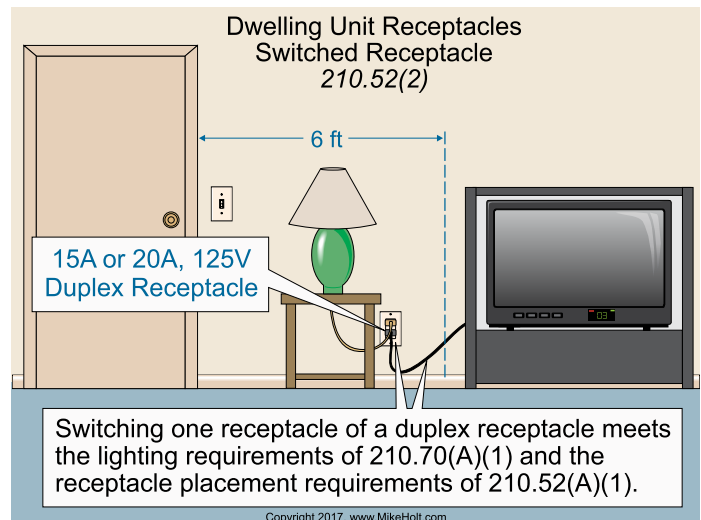 Dwelling Unit Receptacles
Switched Receptacle
210.52(2)
6 ft
15A or 20A, 125V
Duplex Receptacle
03
Switching one receptacle of a duplex receptacle meets
the lighting requirements of 210.70(A)(1) and the
receptacle placement requirements of 210.52(A)(1).
Copyright 2017, www.MikeHolt.com